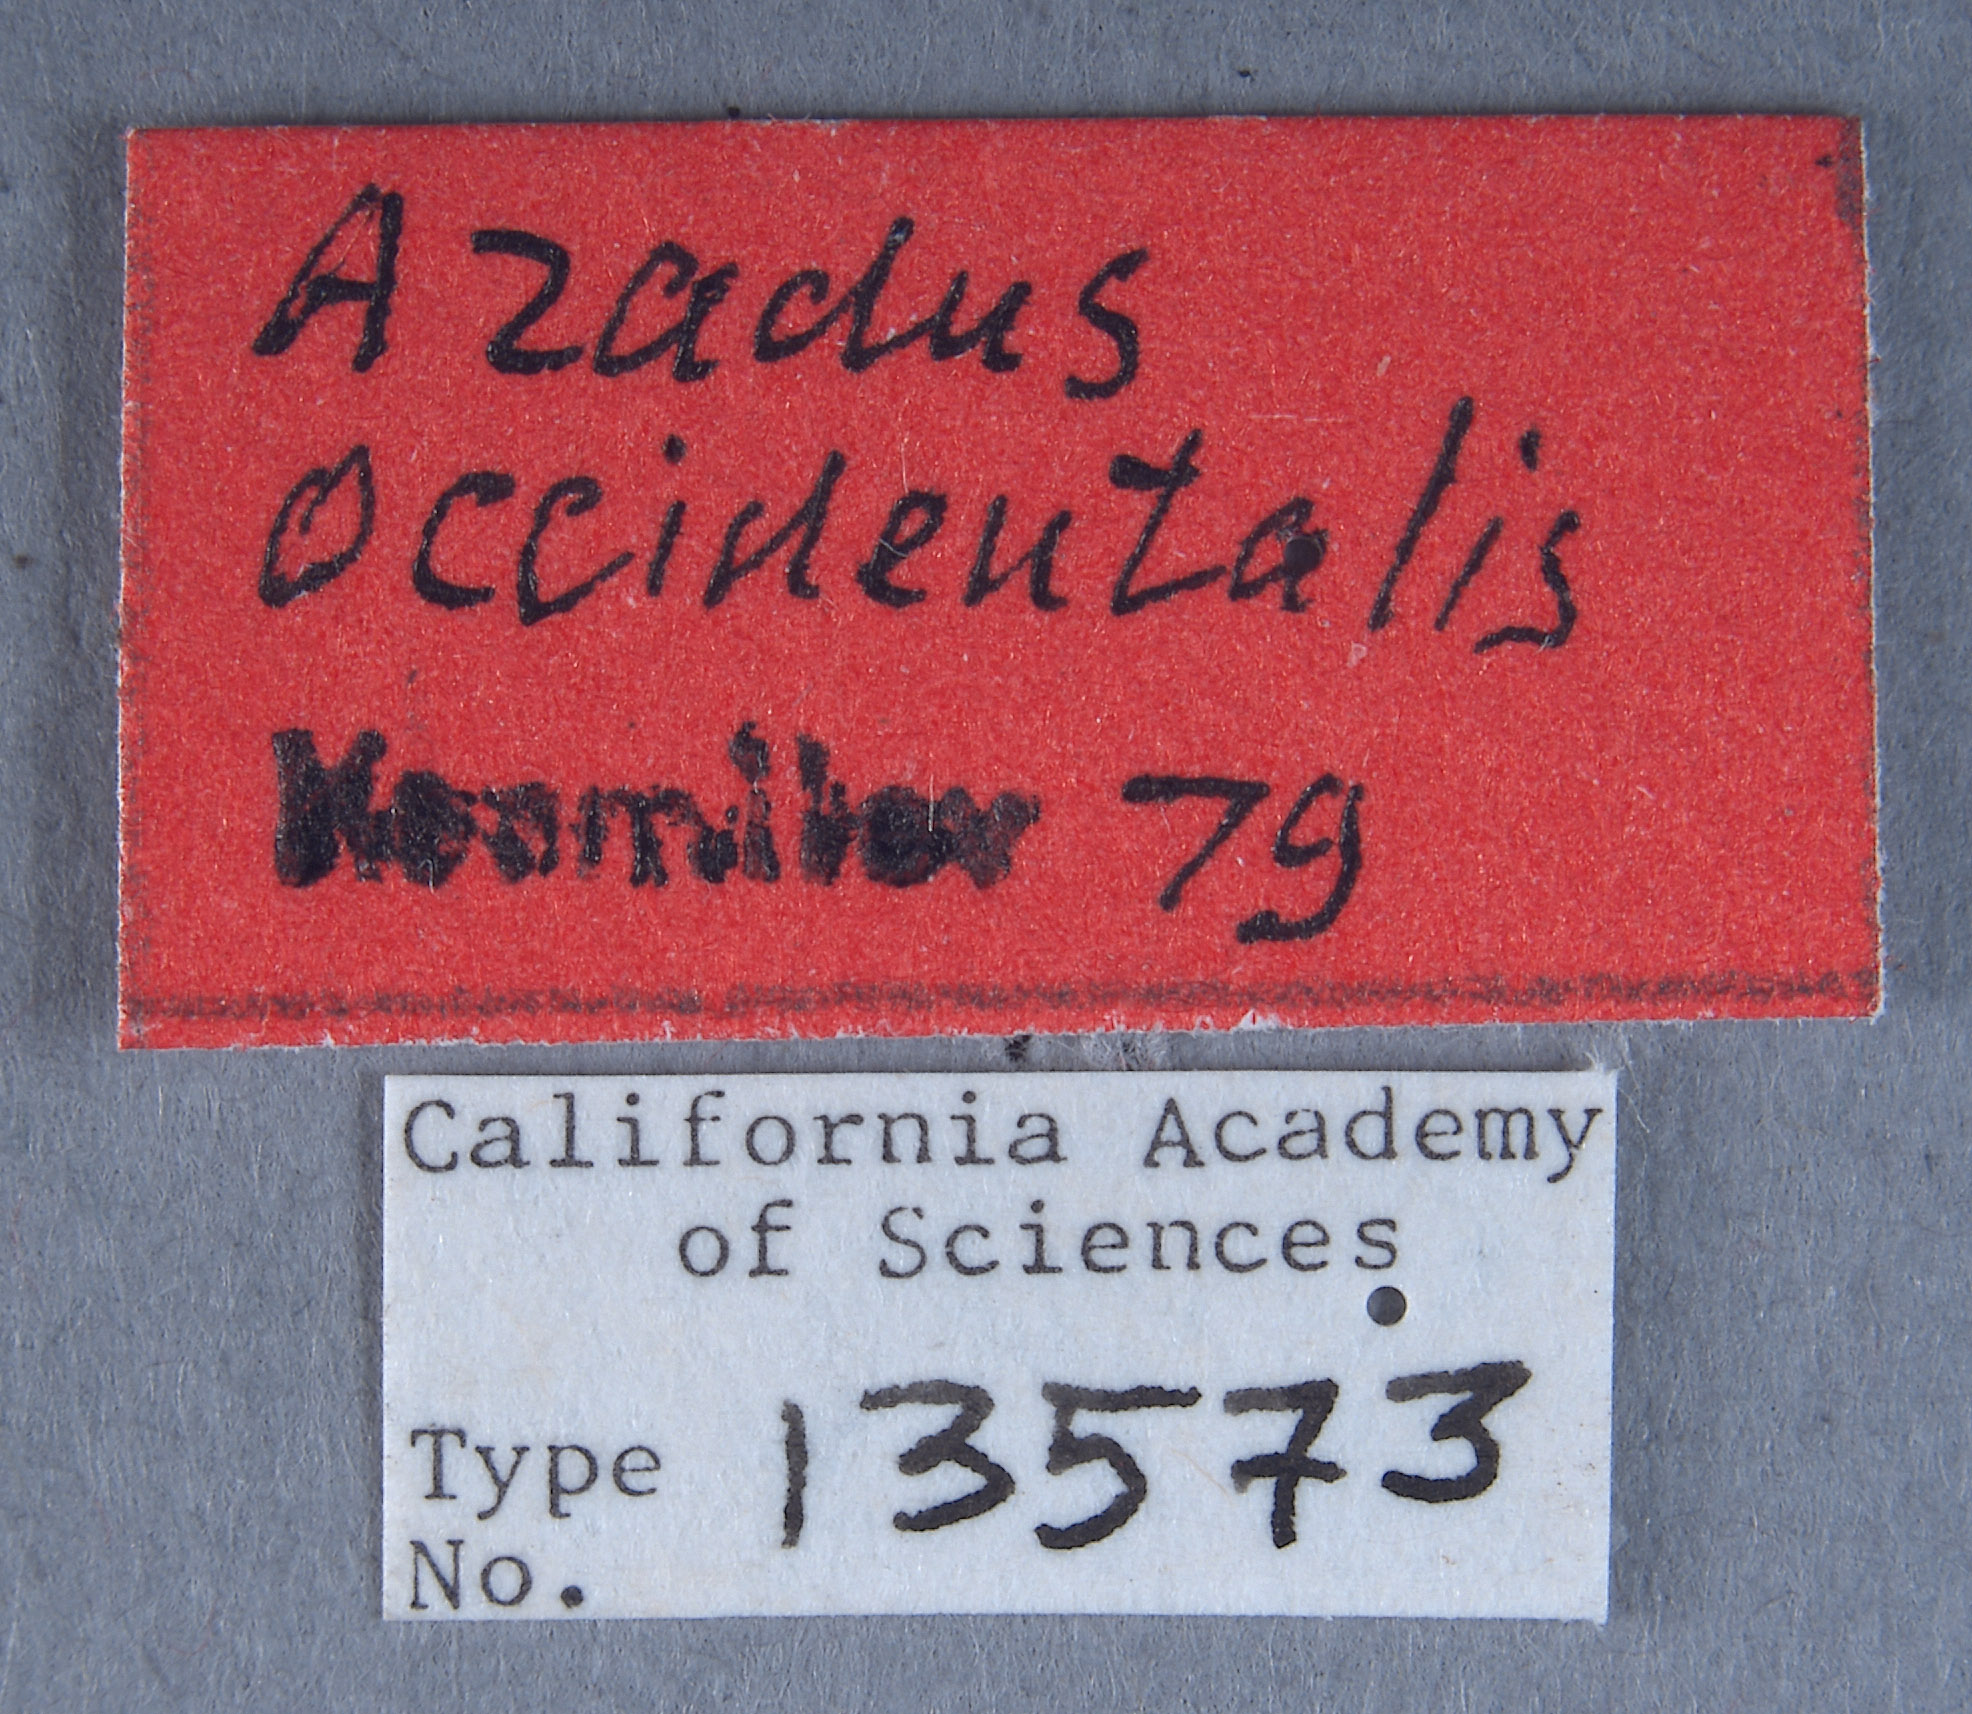 Aradus
occidentalis
Kormilev 79
California Academy
of Sciences
Type 13573
No.